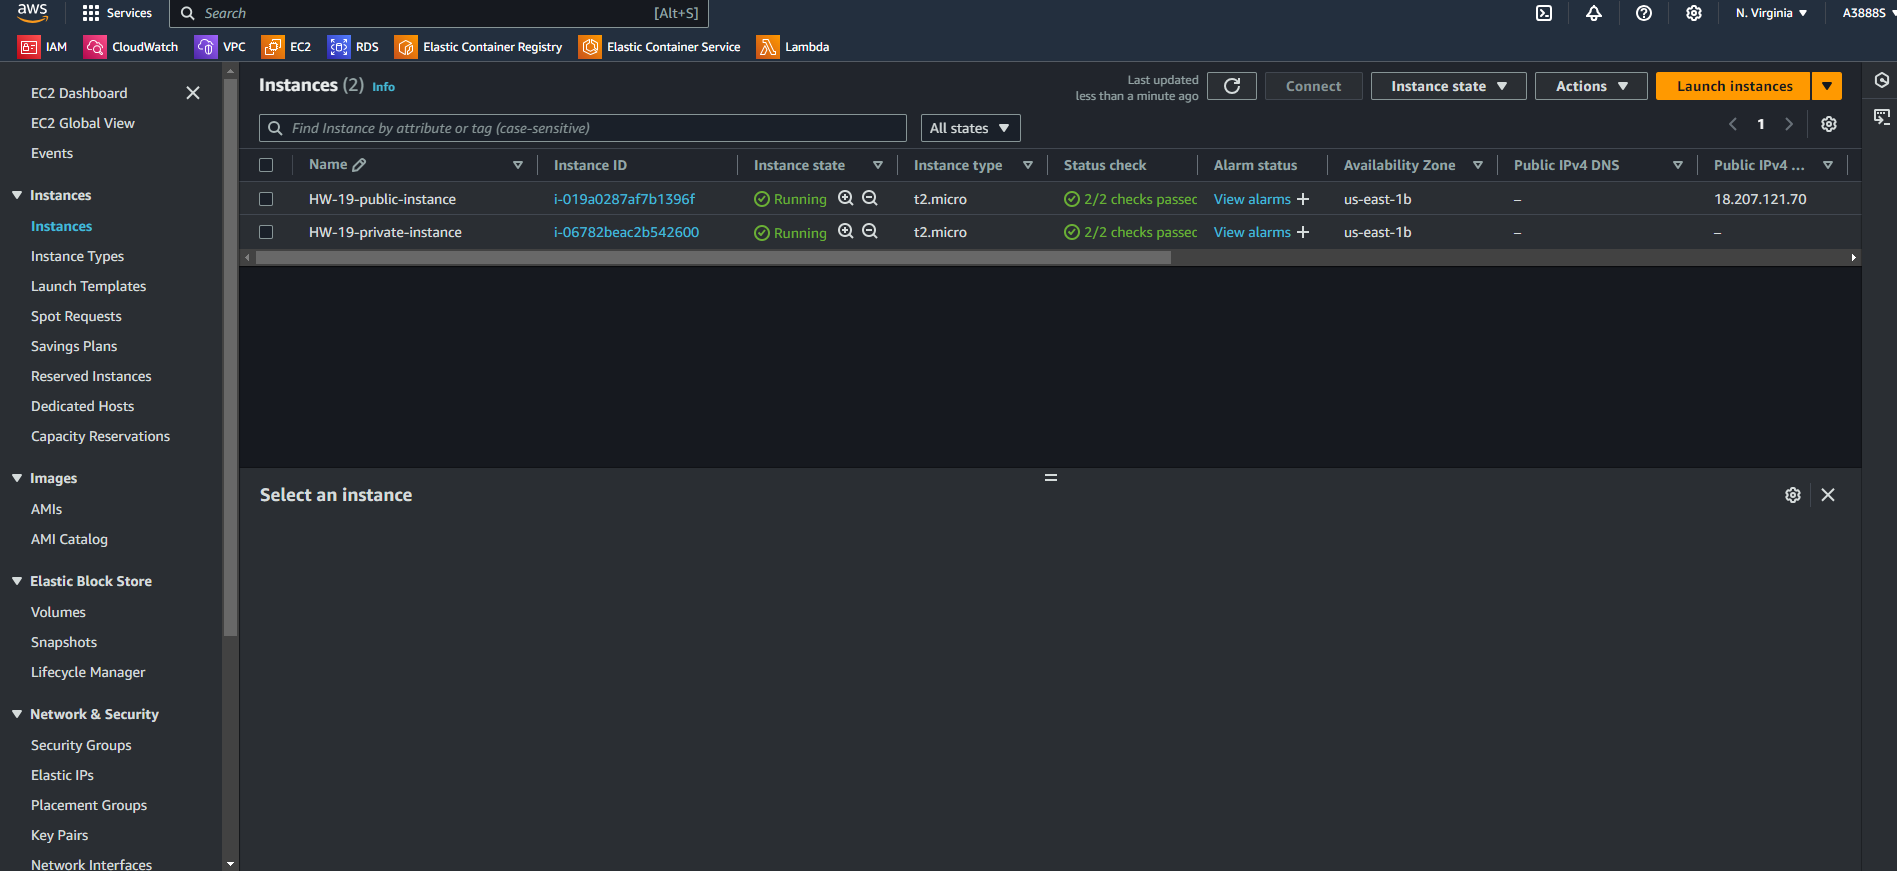 aws
Services
Search
[Alt+S]
N. Virginia
A3888S
IAM
CloudWatch
VPC
EC2
RDS
Elastic Container Registry
Elastic Container Service
Lambda
EC2 Dashboard
EC2 Global View
Events
Instances
Instances
Instance Types
Launch Templates
Spot Requests
Savings Plans
Reserved Instances
Dedicated Hosts
Capacity Reservations
Images
AMIs
AMI Catalog
Elastic Block Store
Volumes
Snapshots
Lifecycle Manager
Network & Security
Security Groups
Elastic IPs
Placement Groups
Key Pairs
Network Interfaces
Instances (2) Info
Last updated
less than a minute ago
Connect
Instance state
Actions
Launch instances
Find Instance by attribute or tag (case-sensitive)
All states
1
Name Instance ID Instance state Instance type Status check Alarm status Availability Zone Public IPv4 DNS Public IPv4 ...
HW-19-public-instance i-019a0287af7b1396f Running t2.micro 2/2 checks passec View alarms + us-east-1b – 18.207.121.70
HW-19-private-instance i-06782beac2b542600 Running t2.micro 2/2 checks passec View alarms + us-east-1b – –
Select an instance